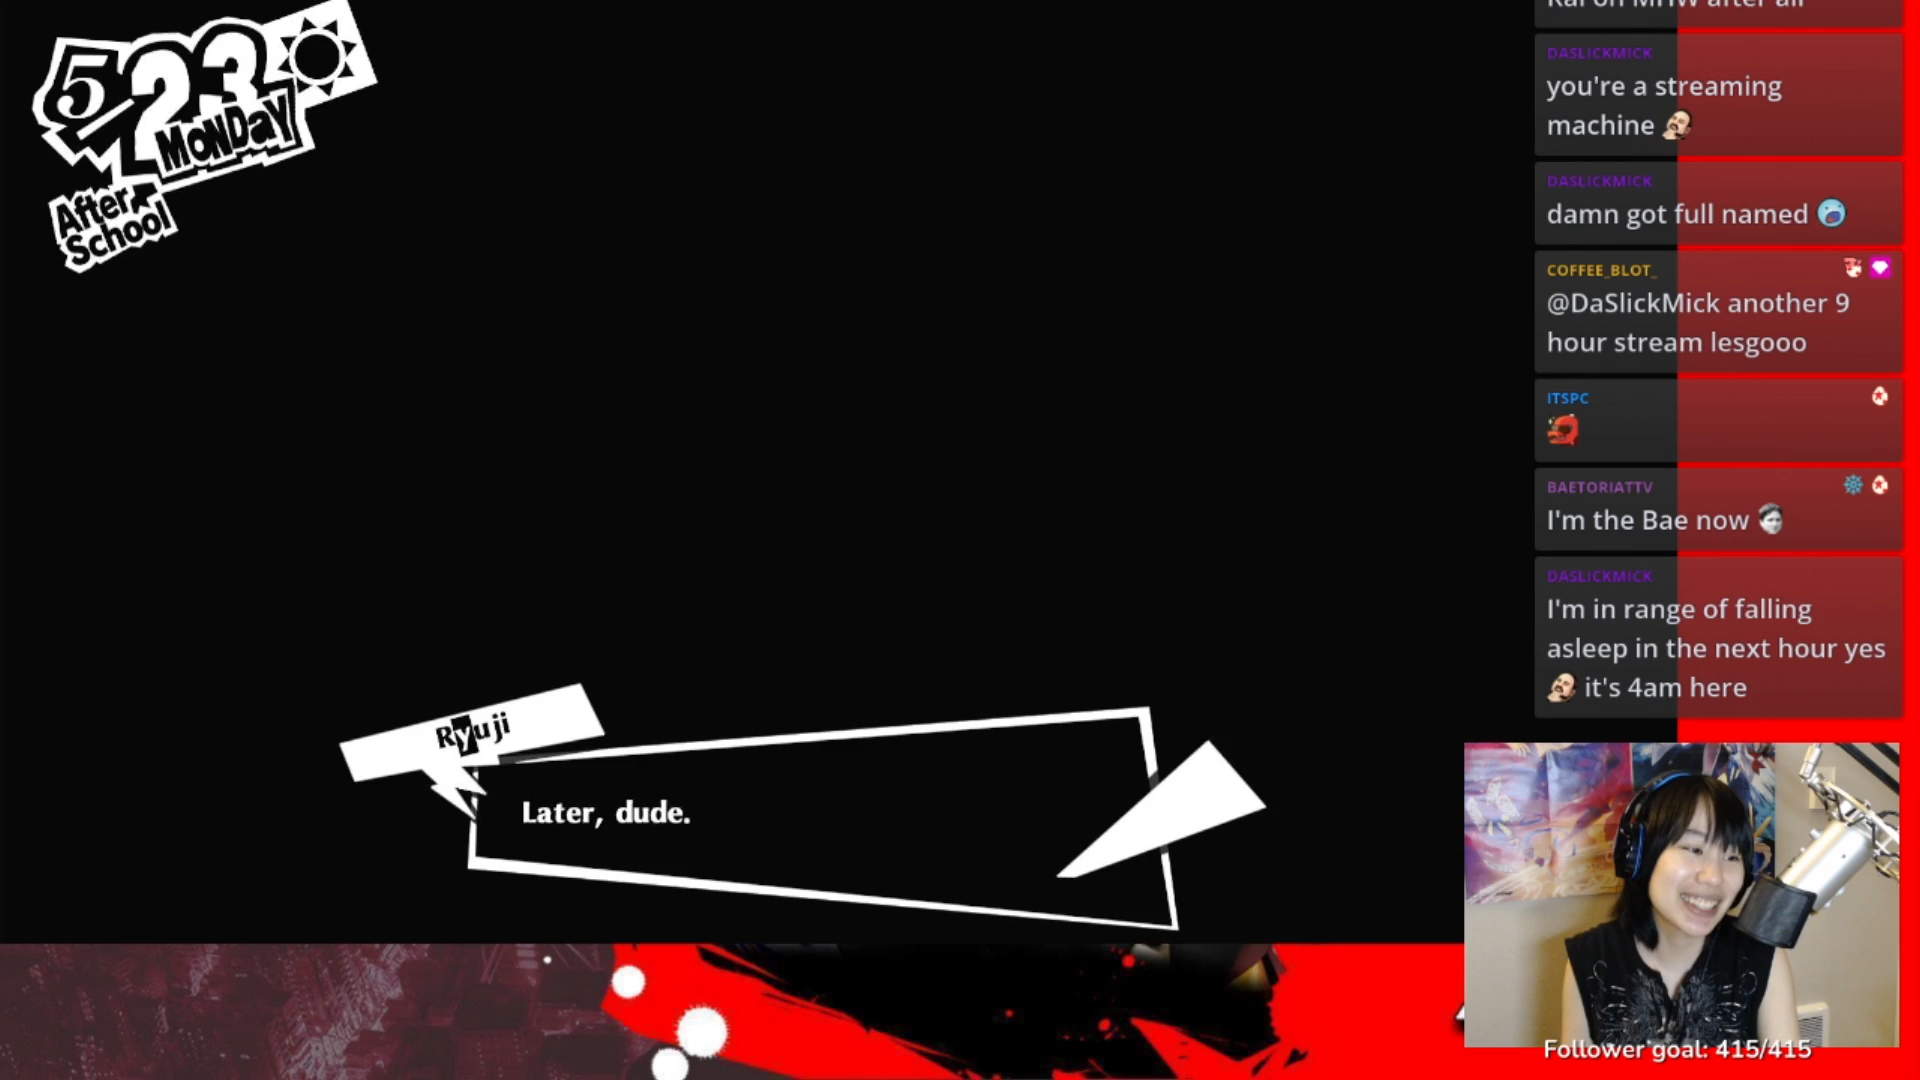 5/23
MONDAY
After
School
DASLICKMICK
you're a streaming
machine
DASLICKMICK
damn got full named
COFFEE_BLOT_
@DaSlickMick another 9
hour stream lesgooo
ITSPC
BAETORIATTV
I'm the Bae now
DASLICKMICK
I'm in range of falling
asleep in the next hour yes
it's 4am here
Ryuji
Later, dude.
Follower goal: 415/415